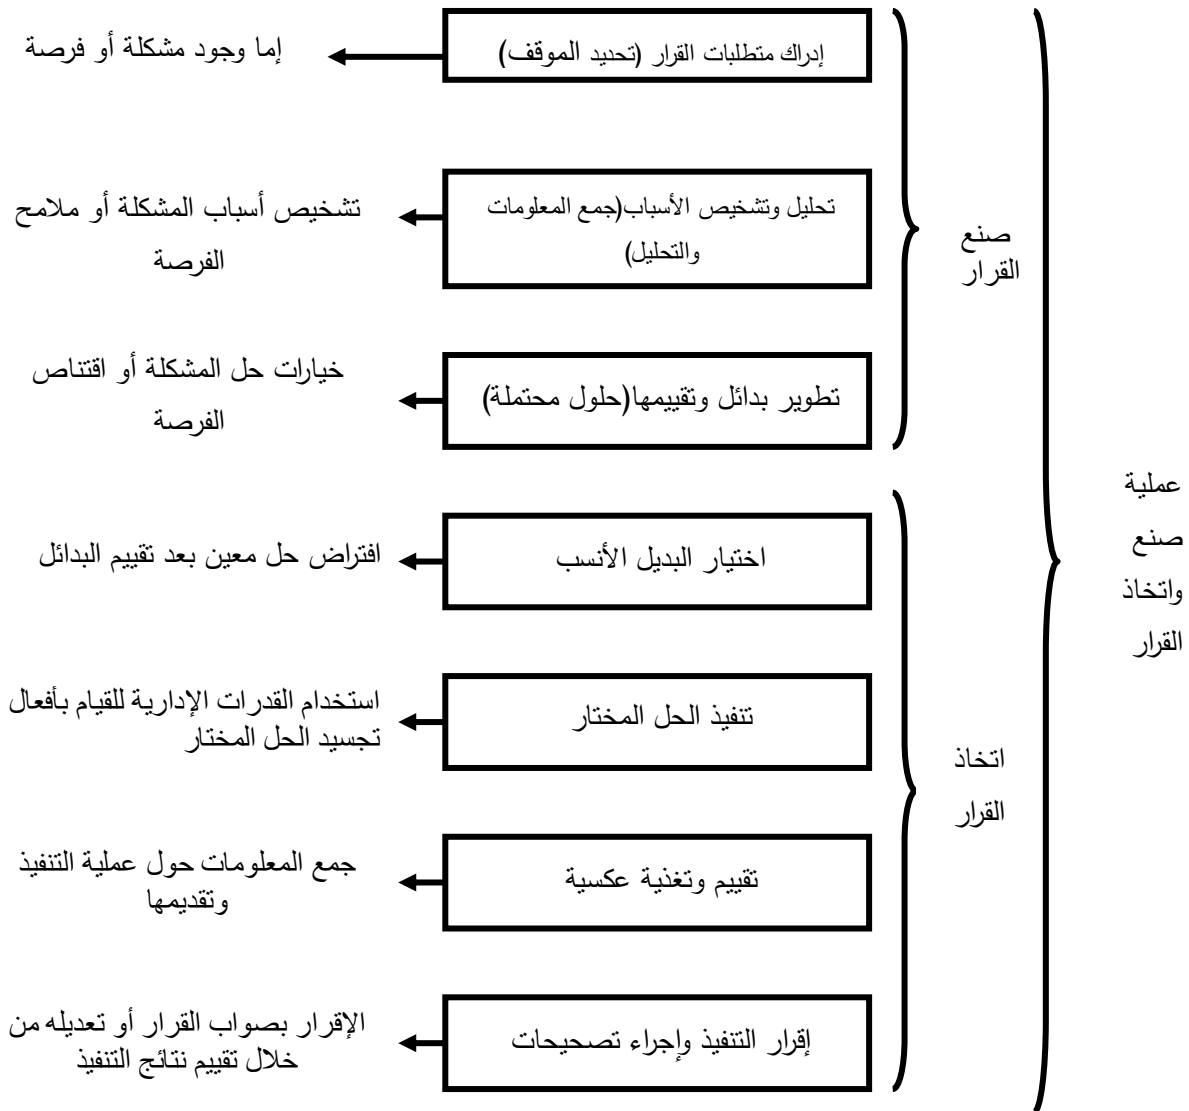 إدراك متطلبات القرار (تحديد الموقف)
إما وجود مشكلة أو فرصة
تحليل وتشخيص الأسباب(جمع المعلومات
والتحليل)
تشخيص أسباب المشكلة أو ملامح
الفرصة
صنع
القرار
تطوير بدائل وتقييمها(حلول محتملة)
خيارات حل المشكلة أو اقتناص
الفرصة
عملية
صنع
واتخاذ
القرار
اختيار البديل الأنسب
افتراض حل معين بعد تقييم البدائل
تنفيذ الحل المختار
استخدام القدرات الإدارية للقيام بأفعال
تجسيد الحل المختار
اتخاذ
القرار
تقييم وتغذية عكسية
جمع المعلومات حول عملية التنفيذ
وتقديمها
إقرار التنفيذ وإجراء تصحيحات
الإقرار بصواب القرار أو تعديله من
خلال تقييم نتائج التنفيذ